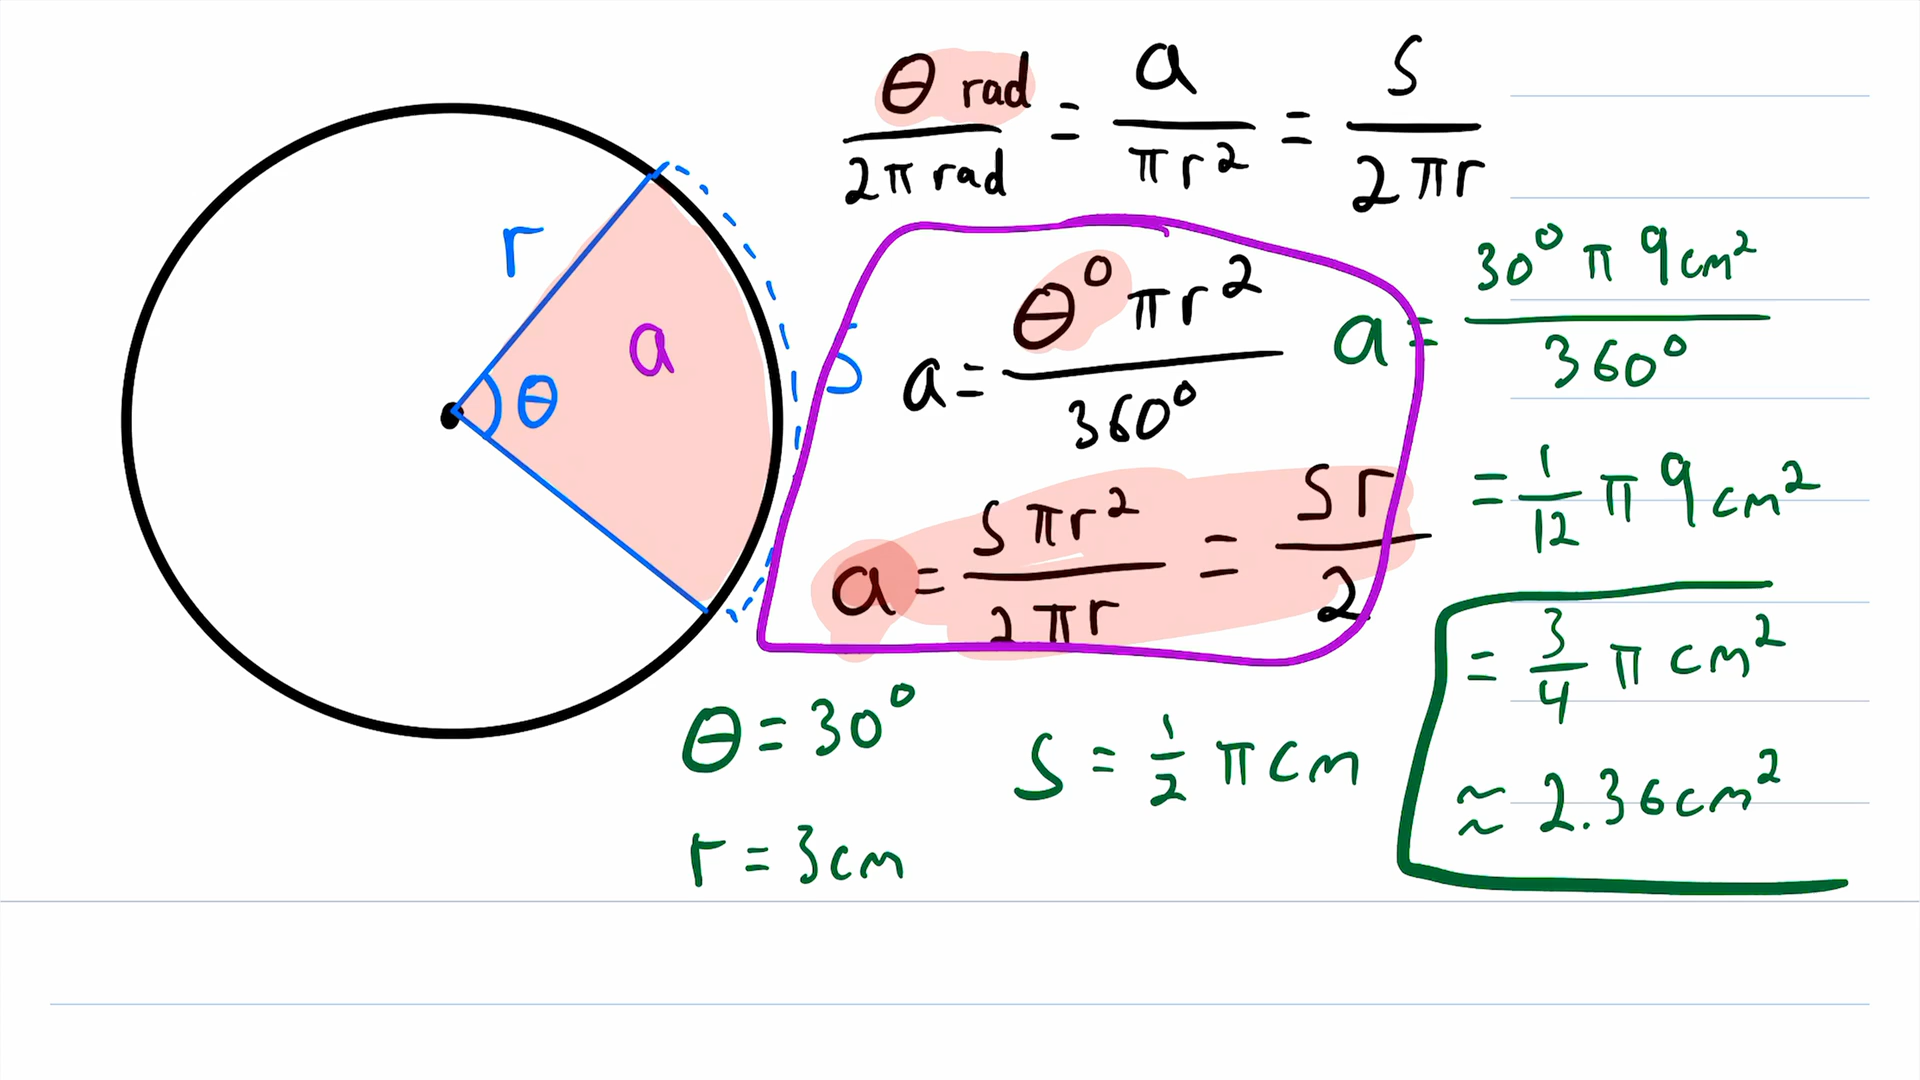 θ rad / 2π rad = a / πr² = s / 2πr
r
a
θ
s
a = θ° πr² / 360°
a = sπr² / 2πr = sr / 2
a = 30° π 9cm² / 360°
= 1/12 π 9cm²
= 3/4 π cm²
≈ 2.36cm²
θ = 30°
s = 1/2 π cm
r = 3cm